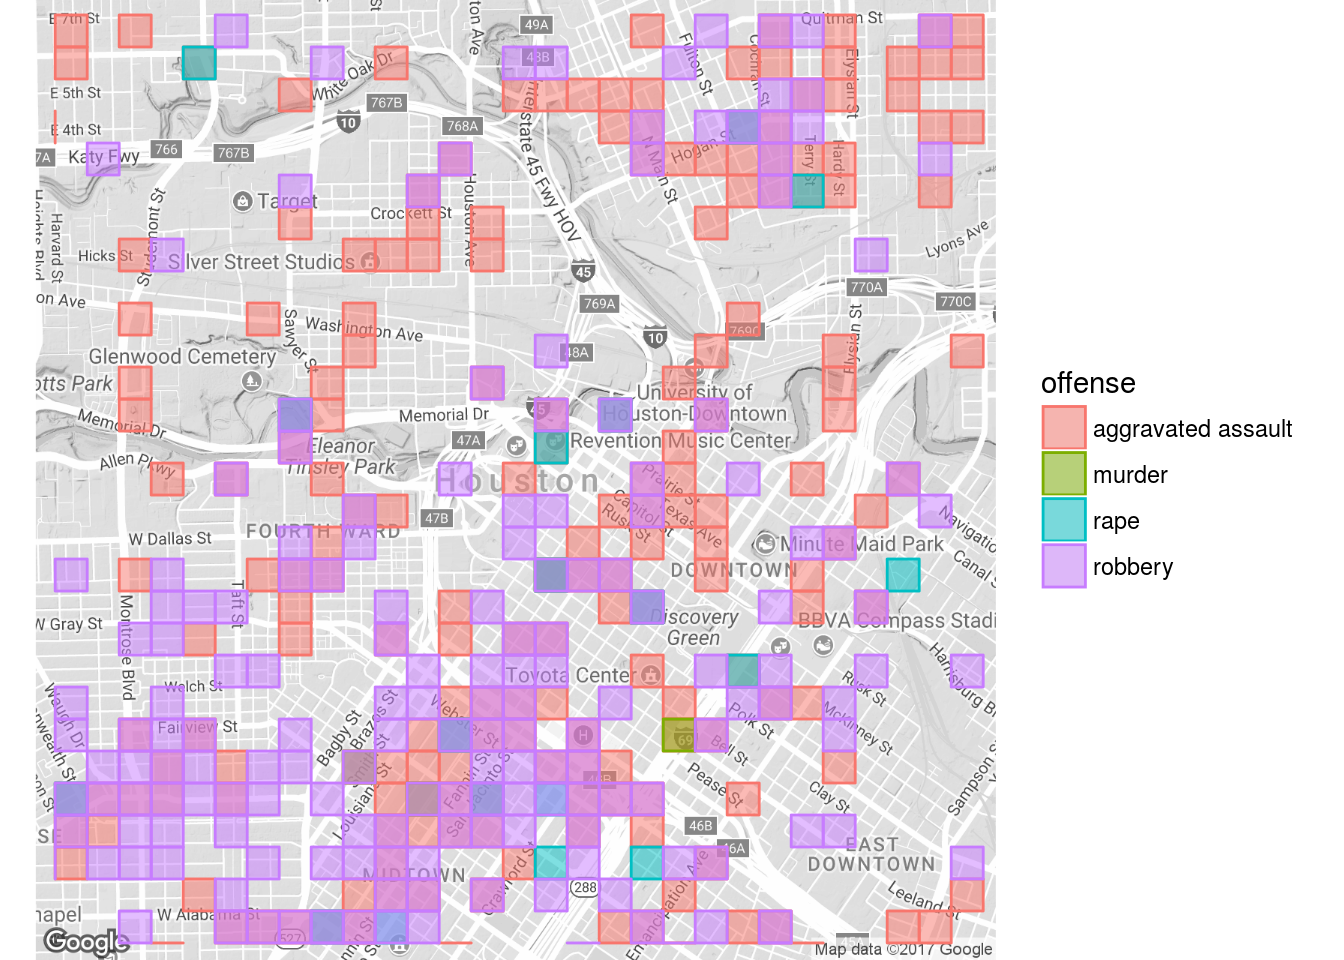 E 7th St
49A
Quitman St
48B
White Oak Dr
Fulton St
Cochran St
Elysian St
E 5th St
767B
10
E 4th St
768A
7A
Katy Fwy
766
767B
Interstate 45 Fwy HOV
N Main St
Hogan St
Terry St
Hardy St
Target
Crockett St
Houston Ave
Harvard St
Heights Blvd
Studemont St
Hicks St
Silver Street Studios
Lyons Ave
45
770A
770C
on Ave
769A
Washington Ave
Sawyer St
10
769C
Elysian St
Glenwood Cemetery
48A
otts Park
University of
Houston-Downtown
Memorial Dr
Memorial Dr
45
47A
Eleanor
Tinsley Park
Revention Music Center
Allen Pkwy
Houston
Prairie St
Capitol St
Texas Ave
Rusk St
47B
FOURTH WARD
W Dallas St
Navigatio
Minute Maid Park
Canal S
DOWNTOWN
Taft St
Montrose Blvd
W Gray St
Discovery
Green
BBVA Compass Stadi
Harrisburg B
Toyota Center
Welch St
Rusk St
Waugh Dr
Fairview St
Webster St
Polk St
McKinney St
Bagby St
Brazos St
69
Bell St
Smith St
Louisiana St
Fannin St
San Jacinto St
46B
Pease St
Clay St
Sampson S
SE
46B
46A
EAST
DOWNTOWN
MIDTOWN
Crawford St
288
Emancipation Ave
Leeland St
hapel
W Alabama St
527
Google
45A
Map data ©2017 Google
offense
aggravated assault
murder
rape
robbery